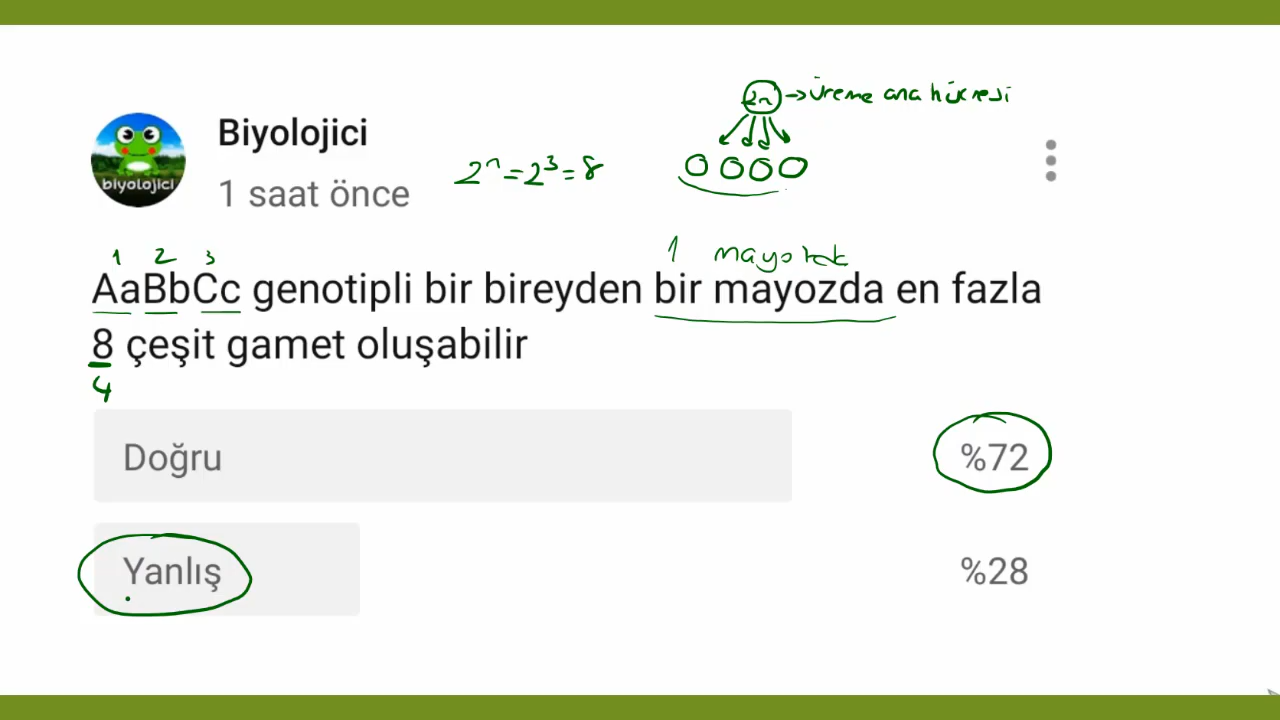 2n → üreme ana hücresi
Biyolojici
biyolojici
1 saat önce
2ⁿ = 2³ = 8
1 2 3
1 mayozda
AaBbCc genotipli bir bireyden bir mayozda en fazla
8 çeşit gamet oluşabilir
4
Doğru %72
Yanlış %28